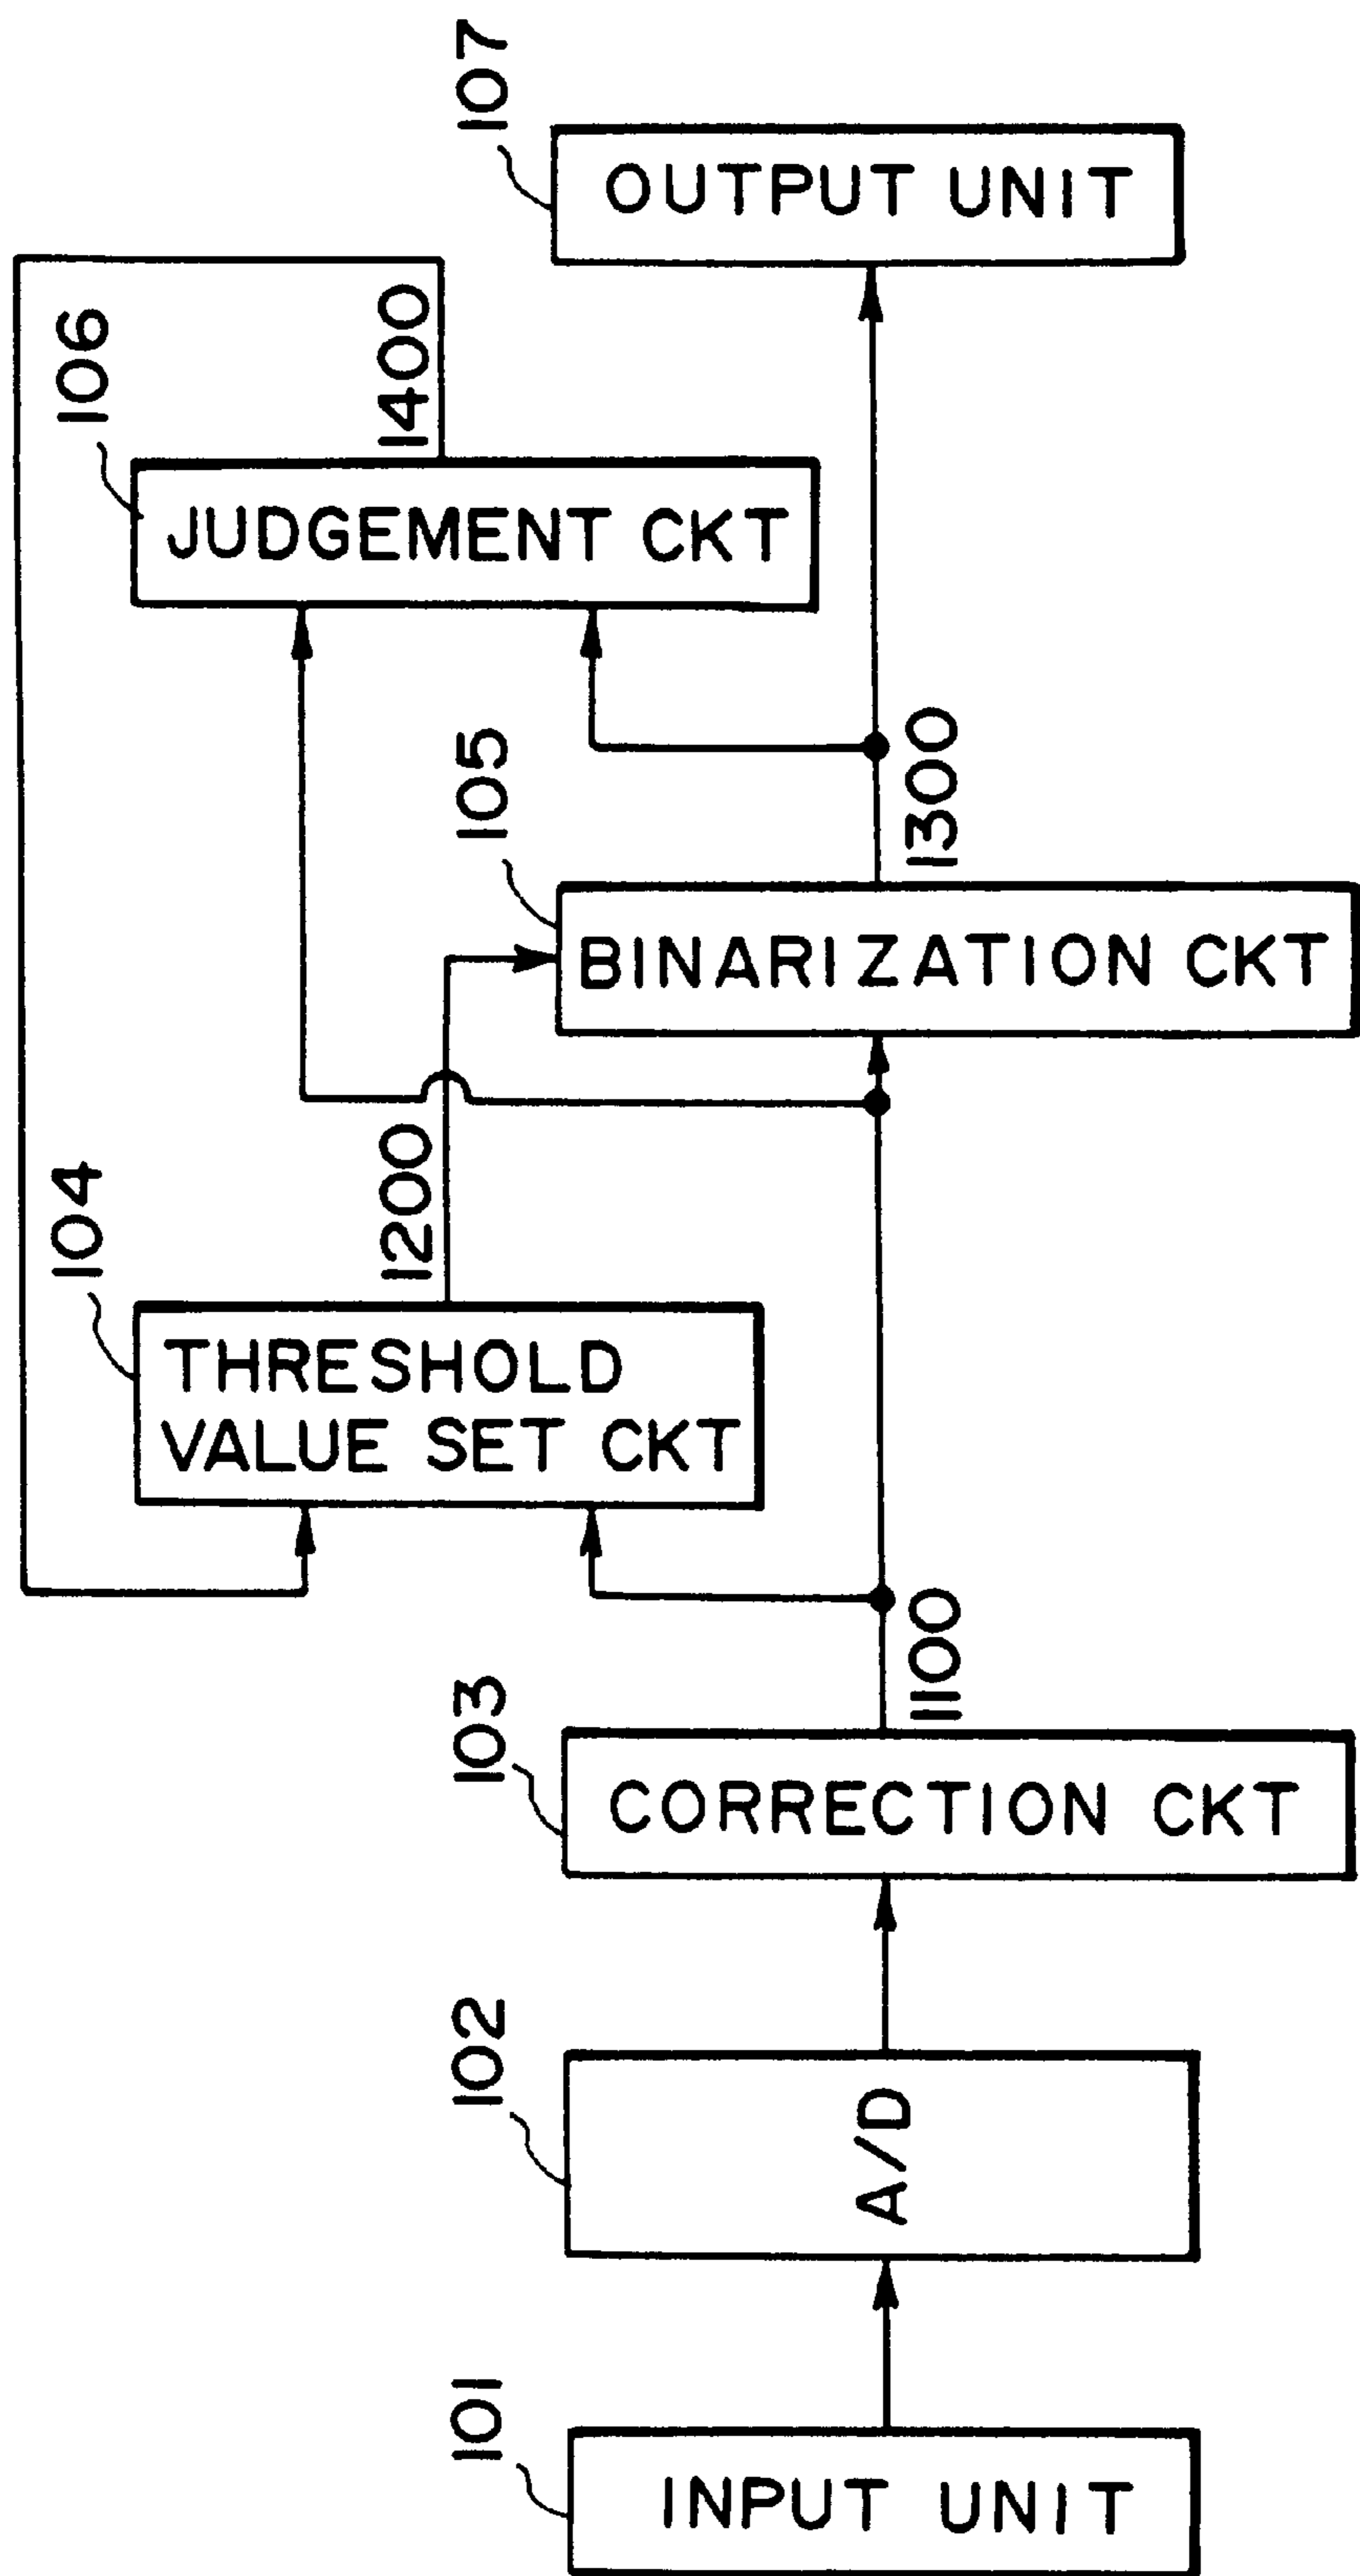 107
OUTPUT UNIT
106
1400
JUDGEMENT CKT
105
1300
BINARIZATION CKT
104
1200
THRESHOLD
VALUE SET CKT
103
1100
CORRECTION CKT
102
A/D
101
INPUT UNIT